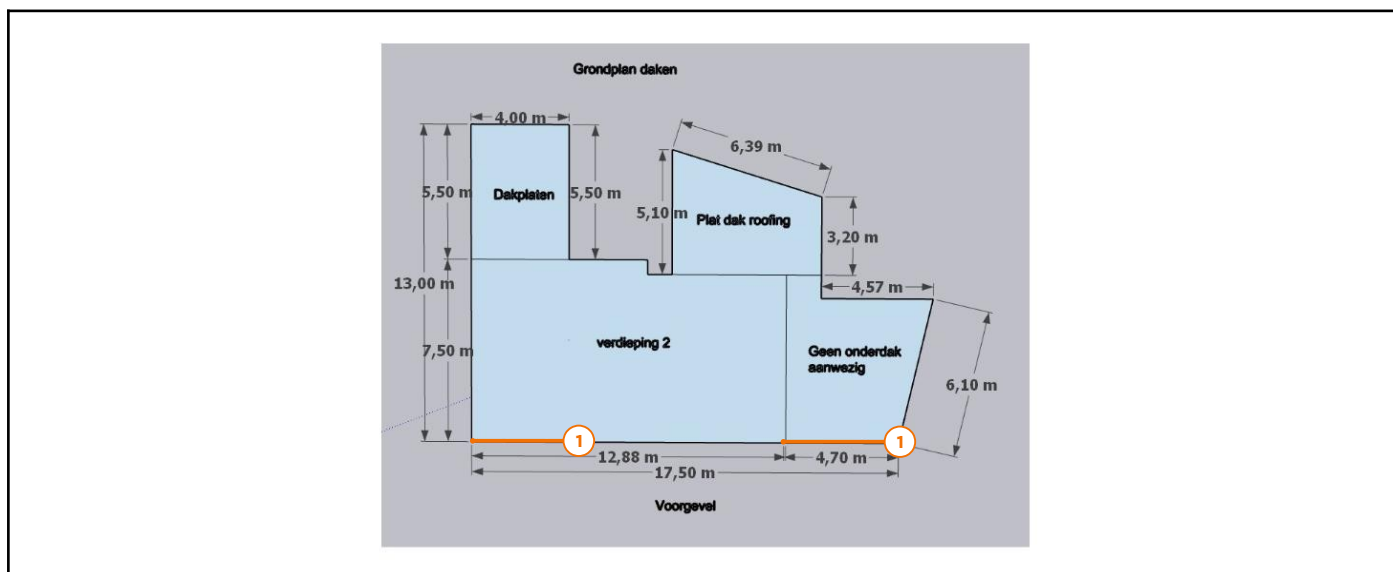 Grondplan daken
4,00 m
6,39 m
5,50 m
Dakplaten
5,50 m
5,10 m
Plat dak roofing
3,20 m
13,00 m
4,57 m
7,50 m
verdieping 2
Geen onderdak
aanwezig
6,10 m
1
1
12,88 m
4,70 m
17,50 m
Voorgevel